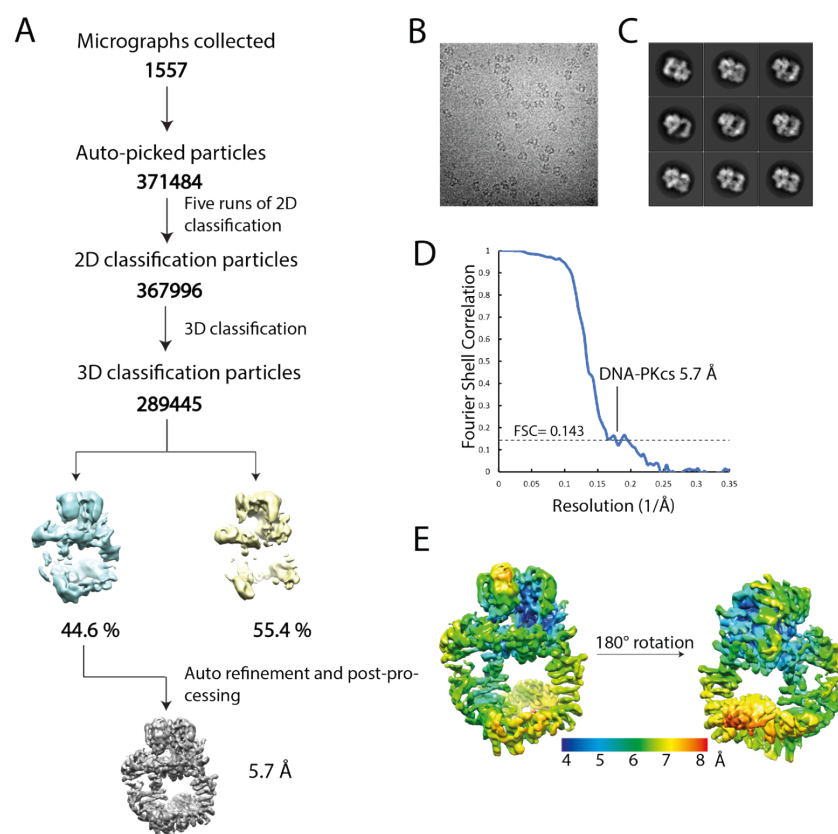 A
Micrographs collected
1557
Auto-picked particles
371484
Five runs of 2D
classification
2D classification particles
367996
3D classification
3D classification particles
289445
44.6 %
55.4 %
Auto refinement and post-pro-
cessing
5.7 Å
B
C
D
Fourier Shell Correlation
1
0.9
0.8
0.7
0.6
0.5
0.4
0.3
0.2
0.1
0
DNA-PKcs 5.7 Å
FSC= 0.143
0 0.05 0.1 0.15 0.2 0.25 0.3 0.35
Resolution (1/Å)
E
180° rotation
4 5 6 7 8 Å